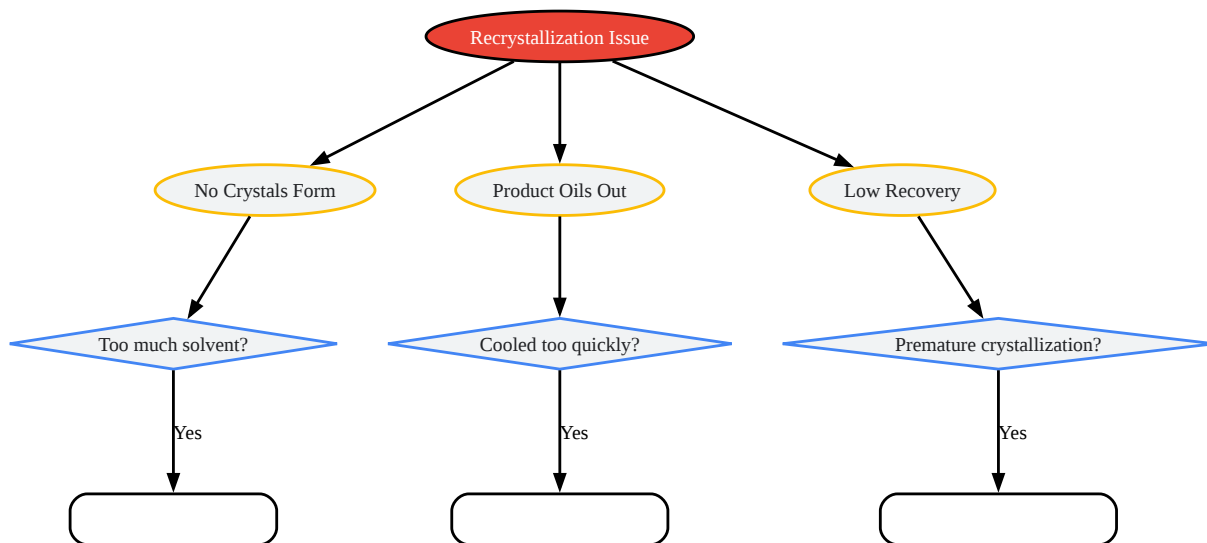 Recrystallization Issue
No Crystals Form
Product Oils Out
Low Recovery
Too much solvent?
Cooled too quickly?
Premature crystallization?
Yes
Yes
Yes